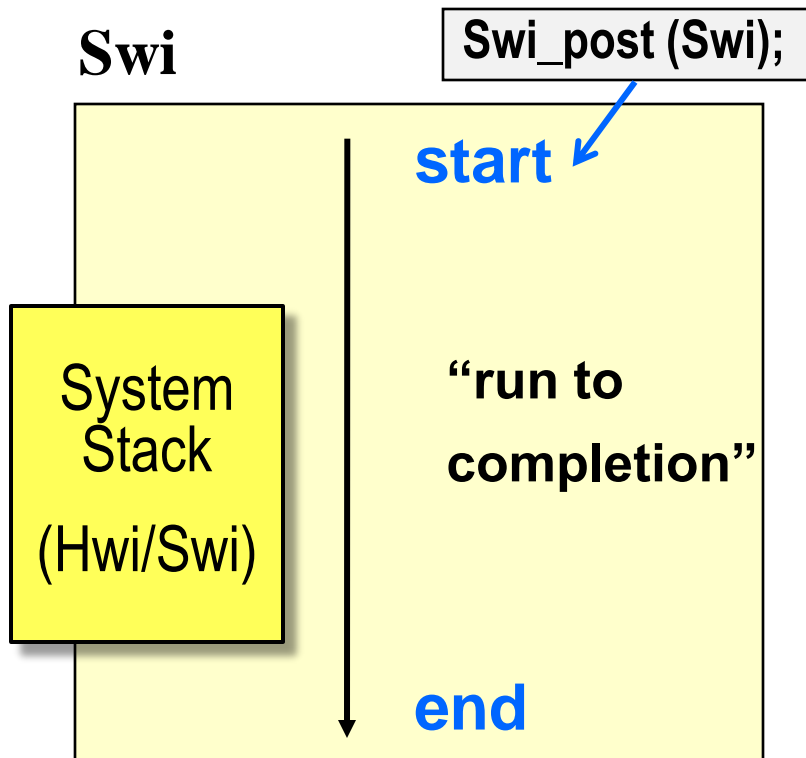 Swi
Swi_post (Swi);
start
System
Stack
(Hwi/Swi)
“run to
completion”
end